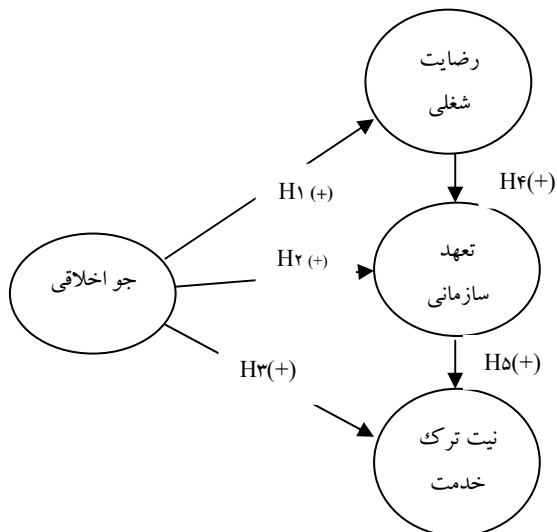 رضایت
شغلی
H۱ (+)
H۴(+)
جو اخلاقی
H۲ (+)
تعهد
سازمانی
H۳(+)
H۵(+)
نیت ترک
خدمت